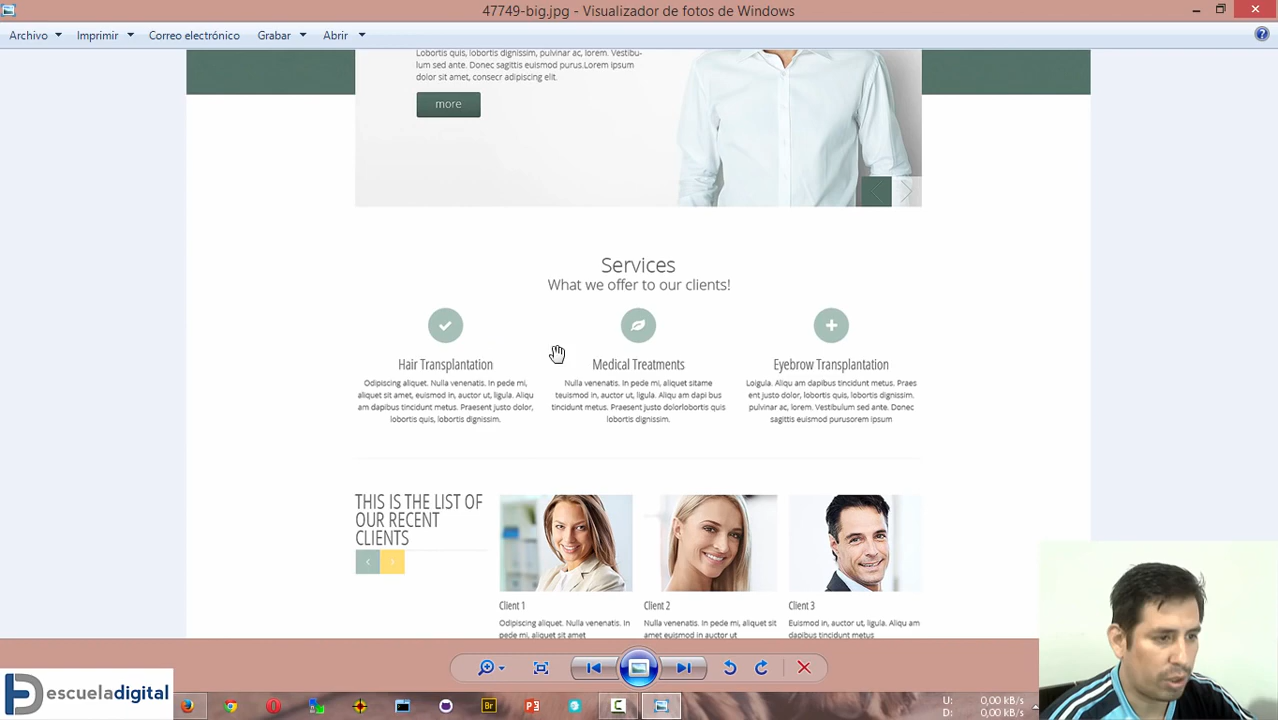 47749-big.jpg - Visualizador de fotos de Windows
Archivo Imprimir Correo electrónico Grabar Abrir
Lobortis quis, lobortis dignissim, pulvinar ac, lorem. Vestibu-
lum sed ante. Donec sagittis euismod purus.Lorem ipsum
dolor sit amet, consecr adipiscing elit.
more
Services
What we offer to our clients!
Hair Transplantation
Odipiscing aliquet. Nulla venenatis. In pede mi,
aliquet sit amet, euismod in, auctor ut, ligula. Aliqu
am dapibus tincidunt metus. Praesent justo dolor,
lobortis quis, lobortis dignissim.
Medical Treatments
Nulla venenatis. In pede mi, aliquet sitame
teuismod in, auctor ut, ligula. Aliqu am dapi bus
tincidunt metus. Praesent justo dolorlobortis quis
lobortis dignissim.
Eyebrow Transplantation
Loigula. Aliqu am dapibus tincidunt metus. Praes
ent justo dolor, lobortis quis, lobortis dignissim.
pulvinar ac, lorem. Vestibulum sed ante. Donec
sagittis euismod purusorem ipsum
THIS IS THE LIST OF
OUR RECENT
CLIENTS
Client 1
Odipiscing aliquet. Nulla venenatis. In
pede mi, aliquet sit amet
Client 2
Nulla venenatis. In pede mi, aliquet sit
amet euismod in, auctor ut
Client 3
Euismod in, auctor ut, ligula. Aliqu am
dapibus tincidunt metus
escueladigital
Br
U: 0,00 kB/s
D: 0,00 kB/s